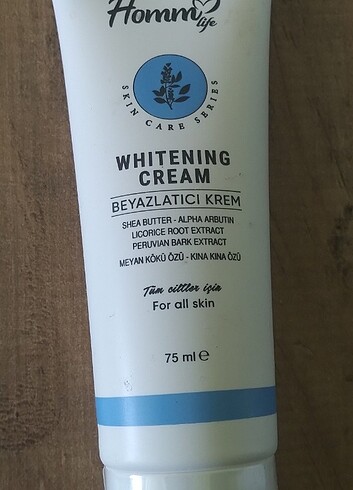 Homm
life
SKIN CARE SERIES
WHITENING
CREAM
BEYAZLATICI KREM
SHEA BUTTER - ALPHA ARBUTIN
LICORICE ROOT EXTRACT
PERUVIAN BARK EXTRACT
MEYAN KÖKÜ ÖZÜ - KINA KINA ÖZÜ
Tüm ciltler için
For all skin
75 ml ℮